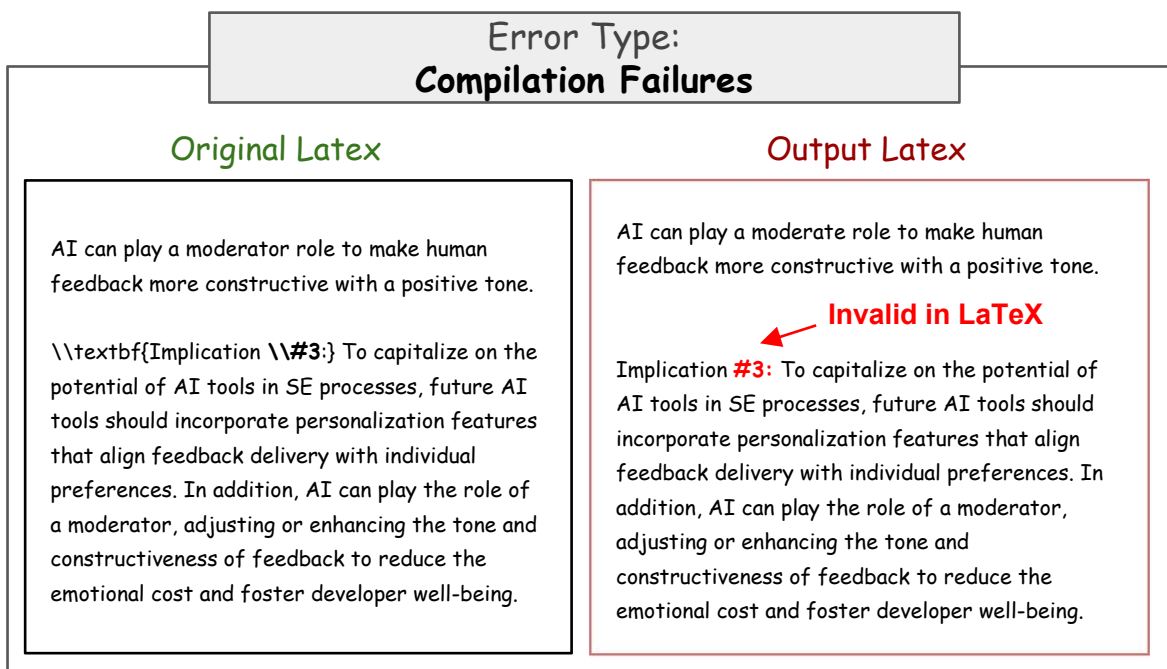 Error Type:
Compilation Failures
Original Latex
AI can play a moderator role to make human
feedback more constructive with a positive tone.
\\textbf{Implication \\#3:} To capitalize on the
potential of AI tools in SE processes, future AI
tools should incorporate personalization features
that align feedback delivery with individual
preferences. In addition, AI can play the role of
a moderator, adjusting or enhancing the tone and
constructiveness of feedback to reduce the
emotional cost and foster developer well-being.
Output Latex
AI can play a moderate role to make human
feedback more constructive with a positive tone.
Invalid in LaTeX
Implication #3: To capitalize on the potential of
AI tools in SE processes, future AI tools should
incorporate personalization features that align
feedback delivery with individual preferences. In
addition, AI can play the role of a moderator,
adjusting or enhancing the tone and
constructiveness of feedback to reduce the
emotional cost and foster developer well-being.